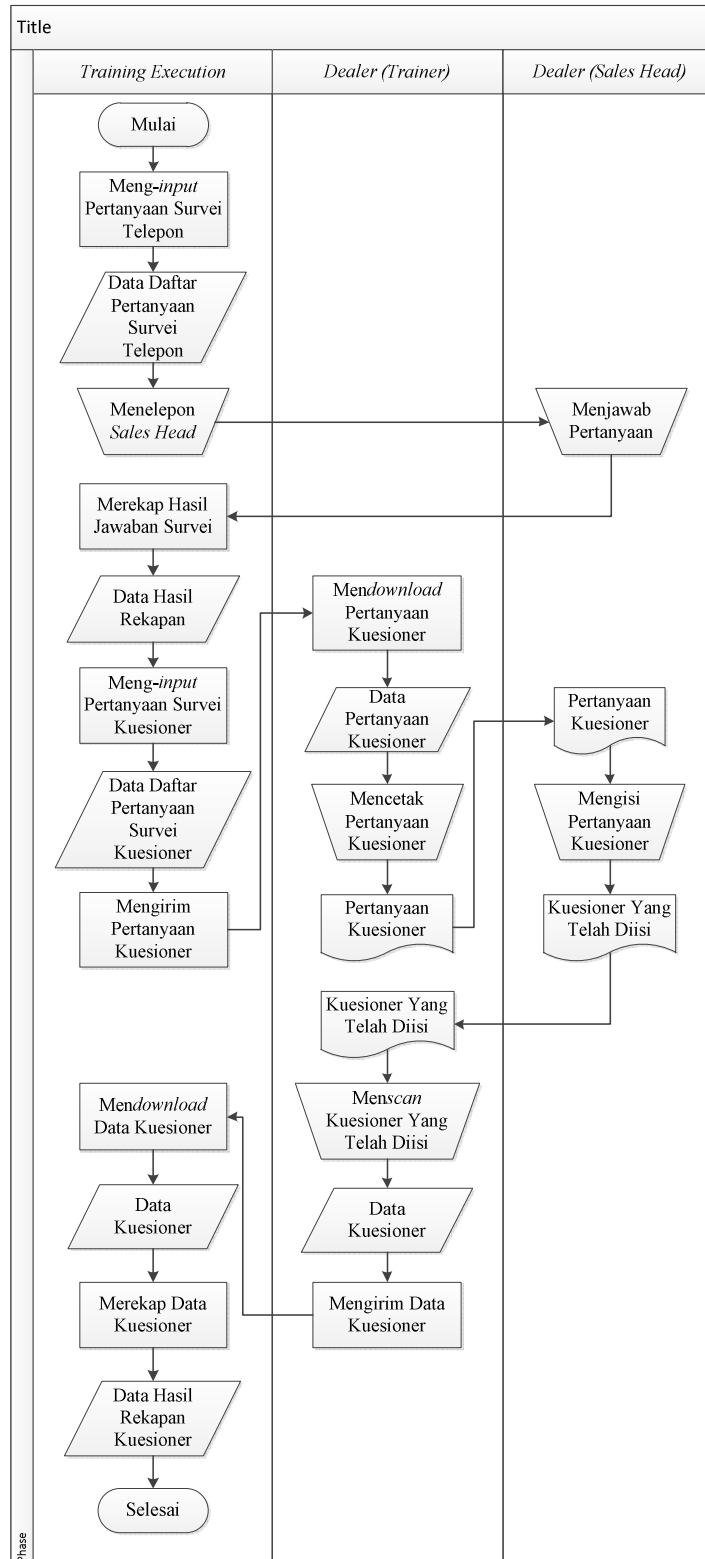 Title
Training Execution
Dealer (Trainer)
Dealer (Sales Head)
Mulai
Meng-input
Pertanyaan Survei
Telepon
Data Daftar
Pertanyaan
Survei
Telepon
Menelepon
Sales Head
Menjawab
Pertanyaan
Merekap Hasil
Jawaban Survei
Data Hasil
Rekapan
Meng-input
Pertanyaan Survei
Kuesioner
Data Daftar
Pertanyaan
Survei
Kuesioner
Mengirim
Pertanyaan
Kuesioner
Mendownload
Pertanyaan
Kuesioner
Data
Pertanyaan
Kuesioner
Mencetak
Pertanyaan
Kuesioner
Pertanyaan
Kuesioner
Pertanyaan
Kuesioner
Mengisi
Pertanyaan
Kuesioner
Kuesioner Yang
Telah Diisi
Kuesioner Yang
Telah Diisi
Menscan
Kuesioner Yang
Telah Diisi
Data
Kuesioner
Mengirim Data
Kuesioner
Mendownload
Data Kuesioner
Data
Kuesioner
Merekap Data
Kuesioner
Data Hasil
Rekapan
Kuesioner
Selesai
Phase